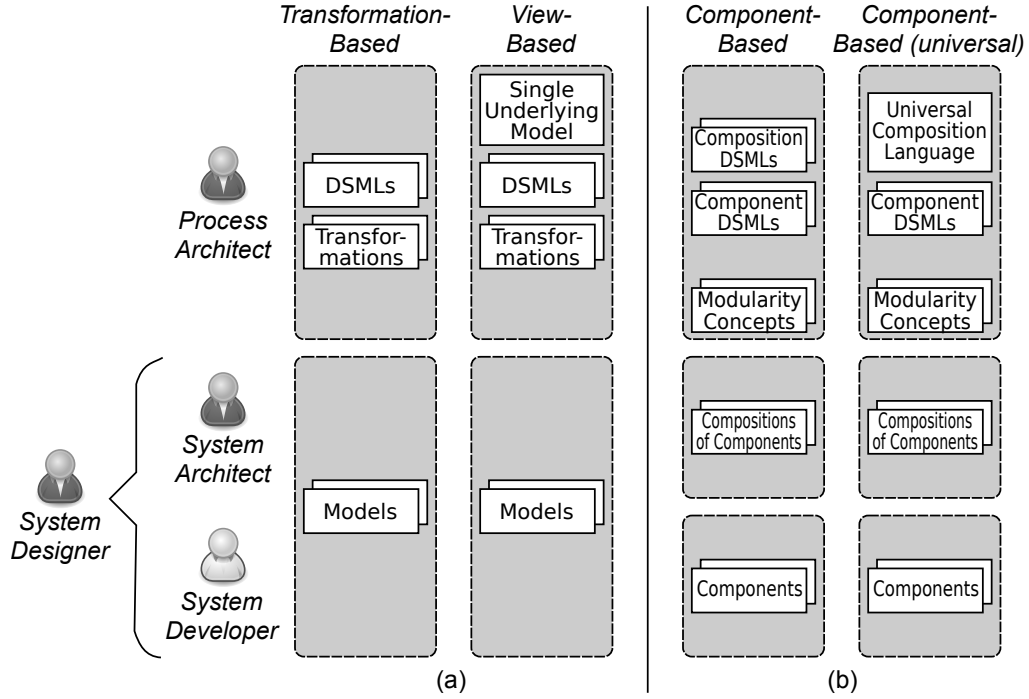 Transformation-
Based
View-
Based
Component-
Based
Component-
Based (universal)
Process
Architect
DSMLs
Transfor-
mations
Single
Underlying
Model
DSMLs
Transfor-
mations
Composition
DSMLs
Component
DSMLs
Modularity
Concepts
Universal
Composition
Language
Component
DSMLs
Modularity
Concepts
System
Designer
System
Architect
System
Developer
Models
Models
Compositions
of Components
Compositions
of Components
Components
Components
(a)
(b)